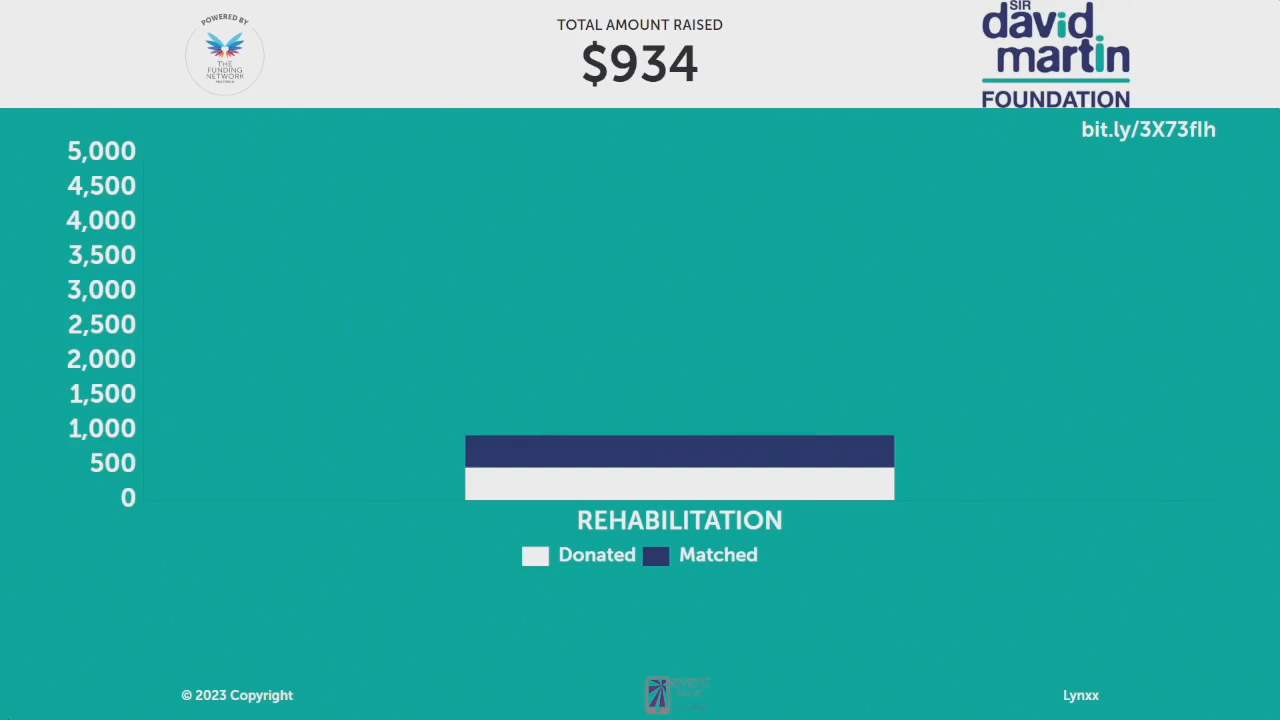 POWERED BY
THE
FUNDING
NETWORK
TOTAL AMOUNT RAISED
$934
SIR
david
martin
FOUNDATION
bit.ly/3X73fIh
5,000
4,500
4,000
3,500
3,000
2,500
2,000
1,500
1,000
500
0
REHABILITATION
Donated Matched
© 2023 Copyright
Lynxx